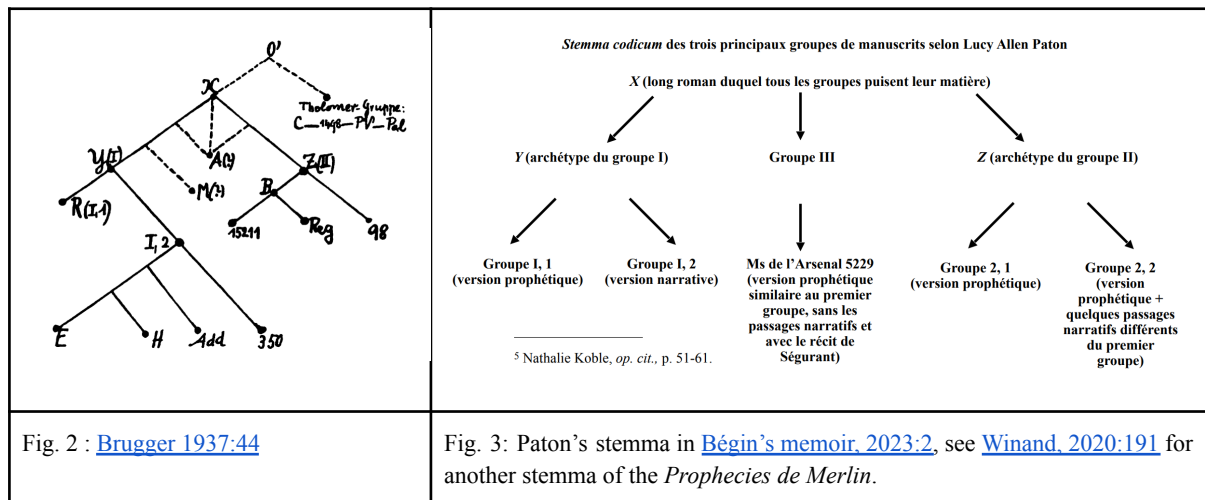 O'
X
Tholomer-Gruppe:
C—1498—PV—Pal
Y(I)
A(?)
Z(II)
M(?)
B
R(I,1)
15211
Reg
98
I,2
E
H
Add
350
Stemma codicum des trois principaux groupes de manuscrits selon Lucy Allen Paton
X (long roman duquel tous les groupes puisent leur matière)
Y (archétype du groupe I)
Groupe III
Z (archétype du groupe II)
Groupe I, 1
(version prophétique)
Groupe I, 2
(version narrative)
Ms de l'Arsenal 5229
(version prophétique
similaire au premier
groupe, sans les
passages narratifs et
avec le récit de
Ségurant)
Groupe 2, 1
(version prophétique)
Groupe 2, 2
(version
prophétique +
quelques passages
narratifs différents
du premier
groupe)
5 Nathalie Koble, op. cit., p. 51-61.
Fig. 2 : Brugger 1937:44
Fig. 3: Paton's stemma in Bégin's memoir, 2023:2, see Winand, 2020:191 for
another stemma of the Prophecies de Merlin.